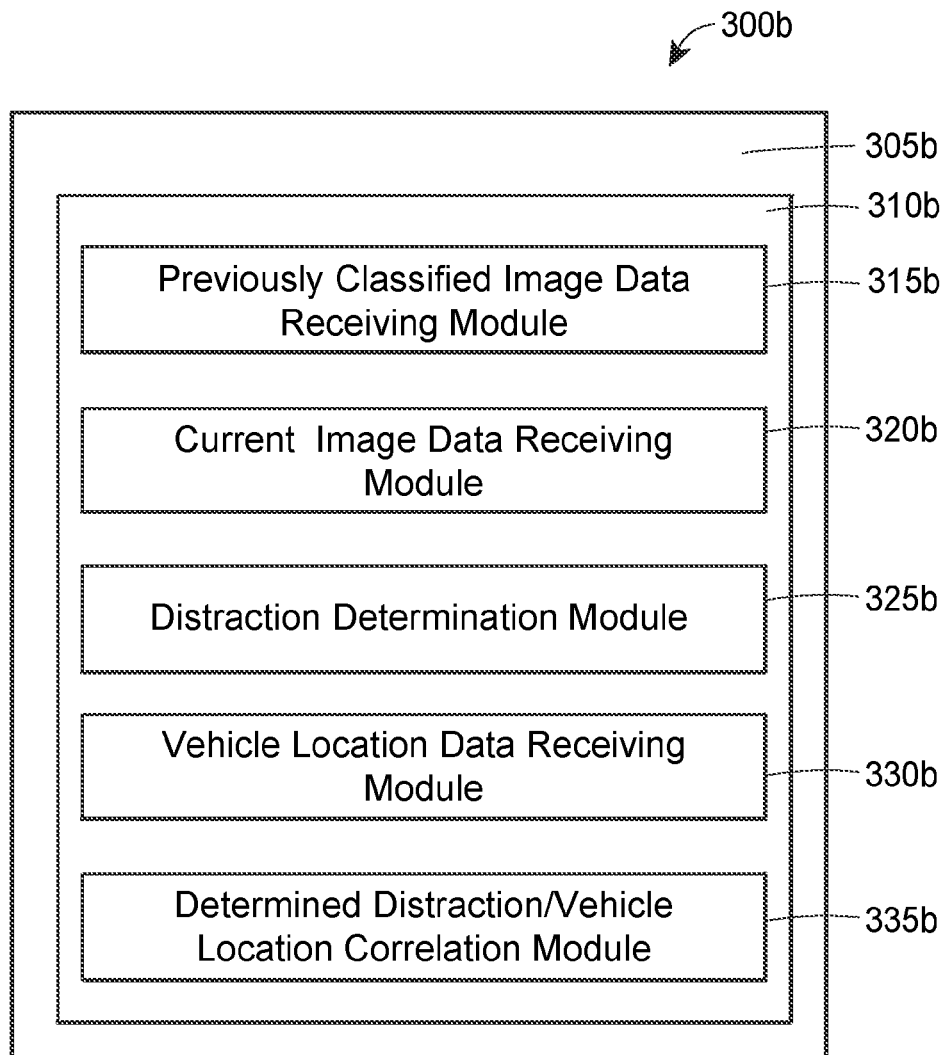 300b
305b
310b
Previously Classified Image Data
Receiving Module
315b
Current Image Data Receiving
Module
320b
Distraction Determination Module
325b
Vehicle Location Data Receiving
Module
330b
Determined Distraction/Vehicle
Location Correlation Module
335b